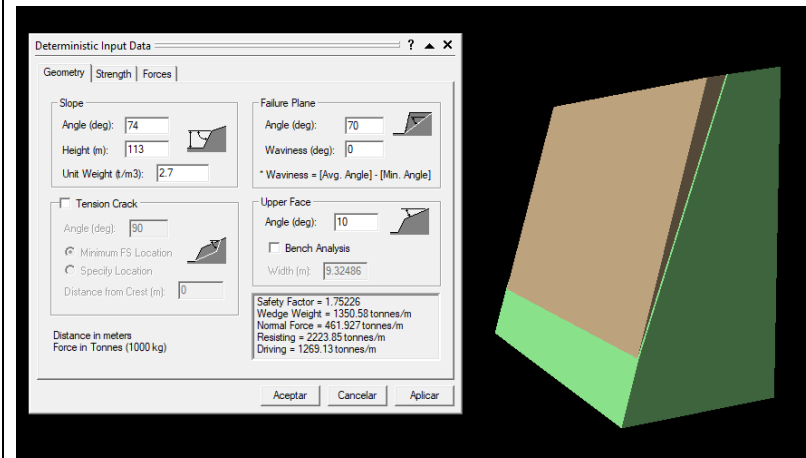 Deterministic Input Data
?
Geometry
Strength
Forces
Slope
Angle (deg): 74
Height (m): 113
Unit Weight (t/m3): 2.7
Failure Plane
Angle (deg): 70
Waviness (deg): 0
* Waviness = [Avg. Angle] - [Min. Angle]
Tension Crack
Angle (deg): 90
Minimum FS Location
Specify Location
Distance from Crest (m): 0
Upper Face
Angle (deg): 10
Bench Analysis
Width (m): 9.32486
Distance in meters
Force in Tonnes (1000 kg)
Safety Factor = 1.75226
Wedge Weight = 1350.58 tonnes/m
Normal Force = 461.927 tonnes/m
Resisting = 2223.85 tonnes/m
Driving = 1269.13 tonnes/m
Aceptar
Cancelar
Aplicar